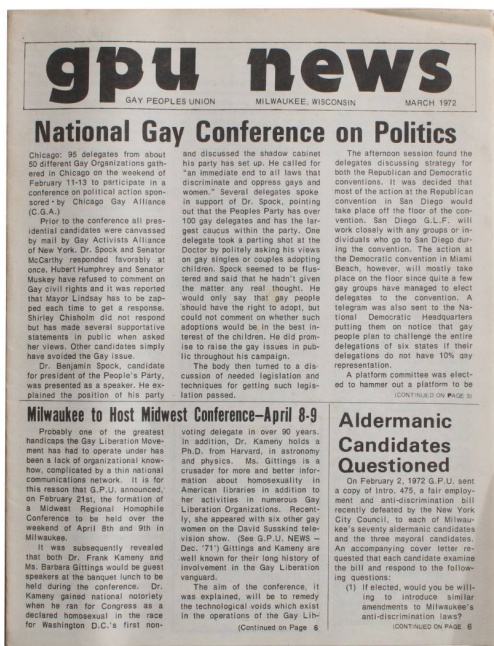 gpu news
GAY PEOPLES UNION MILWAUKEE, WISCONSIN MARCH 1972
National Gay Conference on Politics
Chicago: 95 delegates from about
50 different Gay Organizations gath-
ered in Chicago on the weekend of
February 11-13 to participate in a
conference on political action spon-
sored by Chicago Gay Alliance
(C.G.A.)
Prior to the conference all pres-
idential candidates were canvassed
by mail by Gay Activists Alliance
of New York. Dr. Spock and Senator
McCarthy responded favorably at
once. Hubert Humphrey and Senator
Muskey have refused to comment on
Gay civil rights and it was reported
that Mayor Lindsay has to be zap-
ped each time to get a response.
Shirley Chisholm did not respond
but has made several supportative
statements in public when asked
her views. Other candidates simply
have avoided the Gay issue.
Dr. Benjamin Spock, candidate
for president of the People's Party,
was presented as a speaker. He ex-
plained the position of his party
and discussed the shadow cabinet
his party has set up. He called for
"an immediate end to all laws that
discriminate and oppress gays and
women." Several delegates spoke
in support of Dr. Spock, pointing
out that the Peoples Party has over
100 gay delegates and has the lar-
gest caucus within the party. One
delegate took a parting shot at the
Doctor by politely asking his views
on gay singles or couples adopting
children. Spock seemed to be flus-
tered and said that he hadn't given
the matter any real thought. He
would only say that gay people
should have the right to adopt, but
could not comment on whether such
adoptions would be in the best in-
terest of the children. He did prom-
ise to raise the gay issues in pub-
lic throughout his campaign.
The body then turned to a dis-
cussion of needed legislation and
techniques for getting such legis-
lation passed.
The afternoon session found the
delegates discussing strategy for
both the Republican and Democratic
conventions. It was decided that
most of the action at the Republican
convention in San Diego would
take place off the floor of the con-
vention. San Diego G.L.F. will
work closely with any groups or in-
dividuals who go to San Diego dur-
ing the convention. The action at
the Democratic convention in Miami
Beach, however, will mostly take
place on the floor since quite a few
gay groups have managed to elect
delegates to the convention. A
telegram was also sent to the Na-
tional Democratic Headquarters
putting them on notice that gay
people plan to challenge the entire
delegations of six states if their
delegations do not have 10% gay
representation.
A platform committee was elect-
ed to hammer out a platform to be
(CONTINUED ON PAGE 3)
Milwaukee to Host Midwest Conference—April 8-9
Probably one of the greatest
handicaps the Gay Liberation Move-
ment has had to operate under has
been a lack of organizational know-
how, complicated by a thin national
communications network. It is for
this reason that G.P.U. announced,
on February 21st, the formation of
a Midwest Regional Homophile
Conference to be held over the
weekend of April 8th and 9th in
Milwaukee.
It was subsequently revealed
that both Dr. Frank Kameny and
Ms. Barbara Gittings would be guest
speakers at the banquet lunch to be
held during the conference. Dr.
Kameny gained national notoriety
when he ran for Congress as a
declared homosexual in the race
for Washington D.C.'s first non-
voting delegate in over 90 years.
In addition, Dr. Kameny holds a
Ph.D. from Harvard, in astronomy
and physics. Ms. Gittings is a
crusader for more and better infor-
mation about homosexuality in
American libraries in addition to
her activities in numerous Gay
Liberation Organizations. Recent-
ly, she appeared with six other gay
women on the David Susskind tele-
vision show. (See G.P.U. NEWS –
Dec. '71') Gittings and Kameny are
well known for their long history of
involvement in the Gay Liberation
vanguard.
The aim of the conference, it
was explained, will be to remedy
the technological voids which exist
in the operations of the Gay Lib-
(Continued on Page 6
Aldermanic
Candidates
Questioned
On February 2, 1972 G.P.U. sent
a copy of Intro. 475, a fair employ-
ment and anti-discrimination bill
recently defeated by the New York
City Council, to each of Milwau-
kee's seventy aldermanic candidates
and the three mayoral candidates.
An accompanying cover letter re-
quested that each candidate examine
the bill and respond to the follow-
ing questions:
(1) If elected, would you be will-
ing to introduce similar
amendments to Milwaukee's
anti-discrimination laws?
(CONTINUED ON PAGE 6